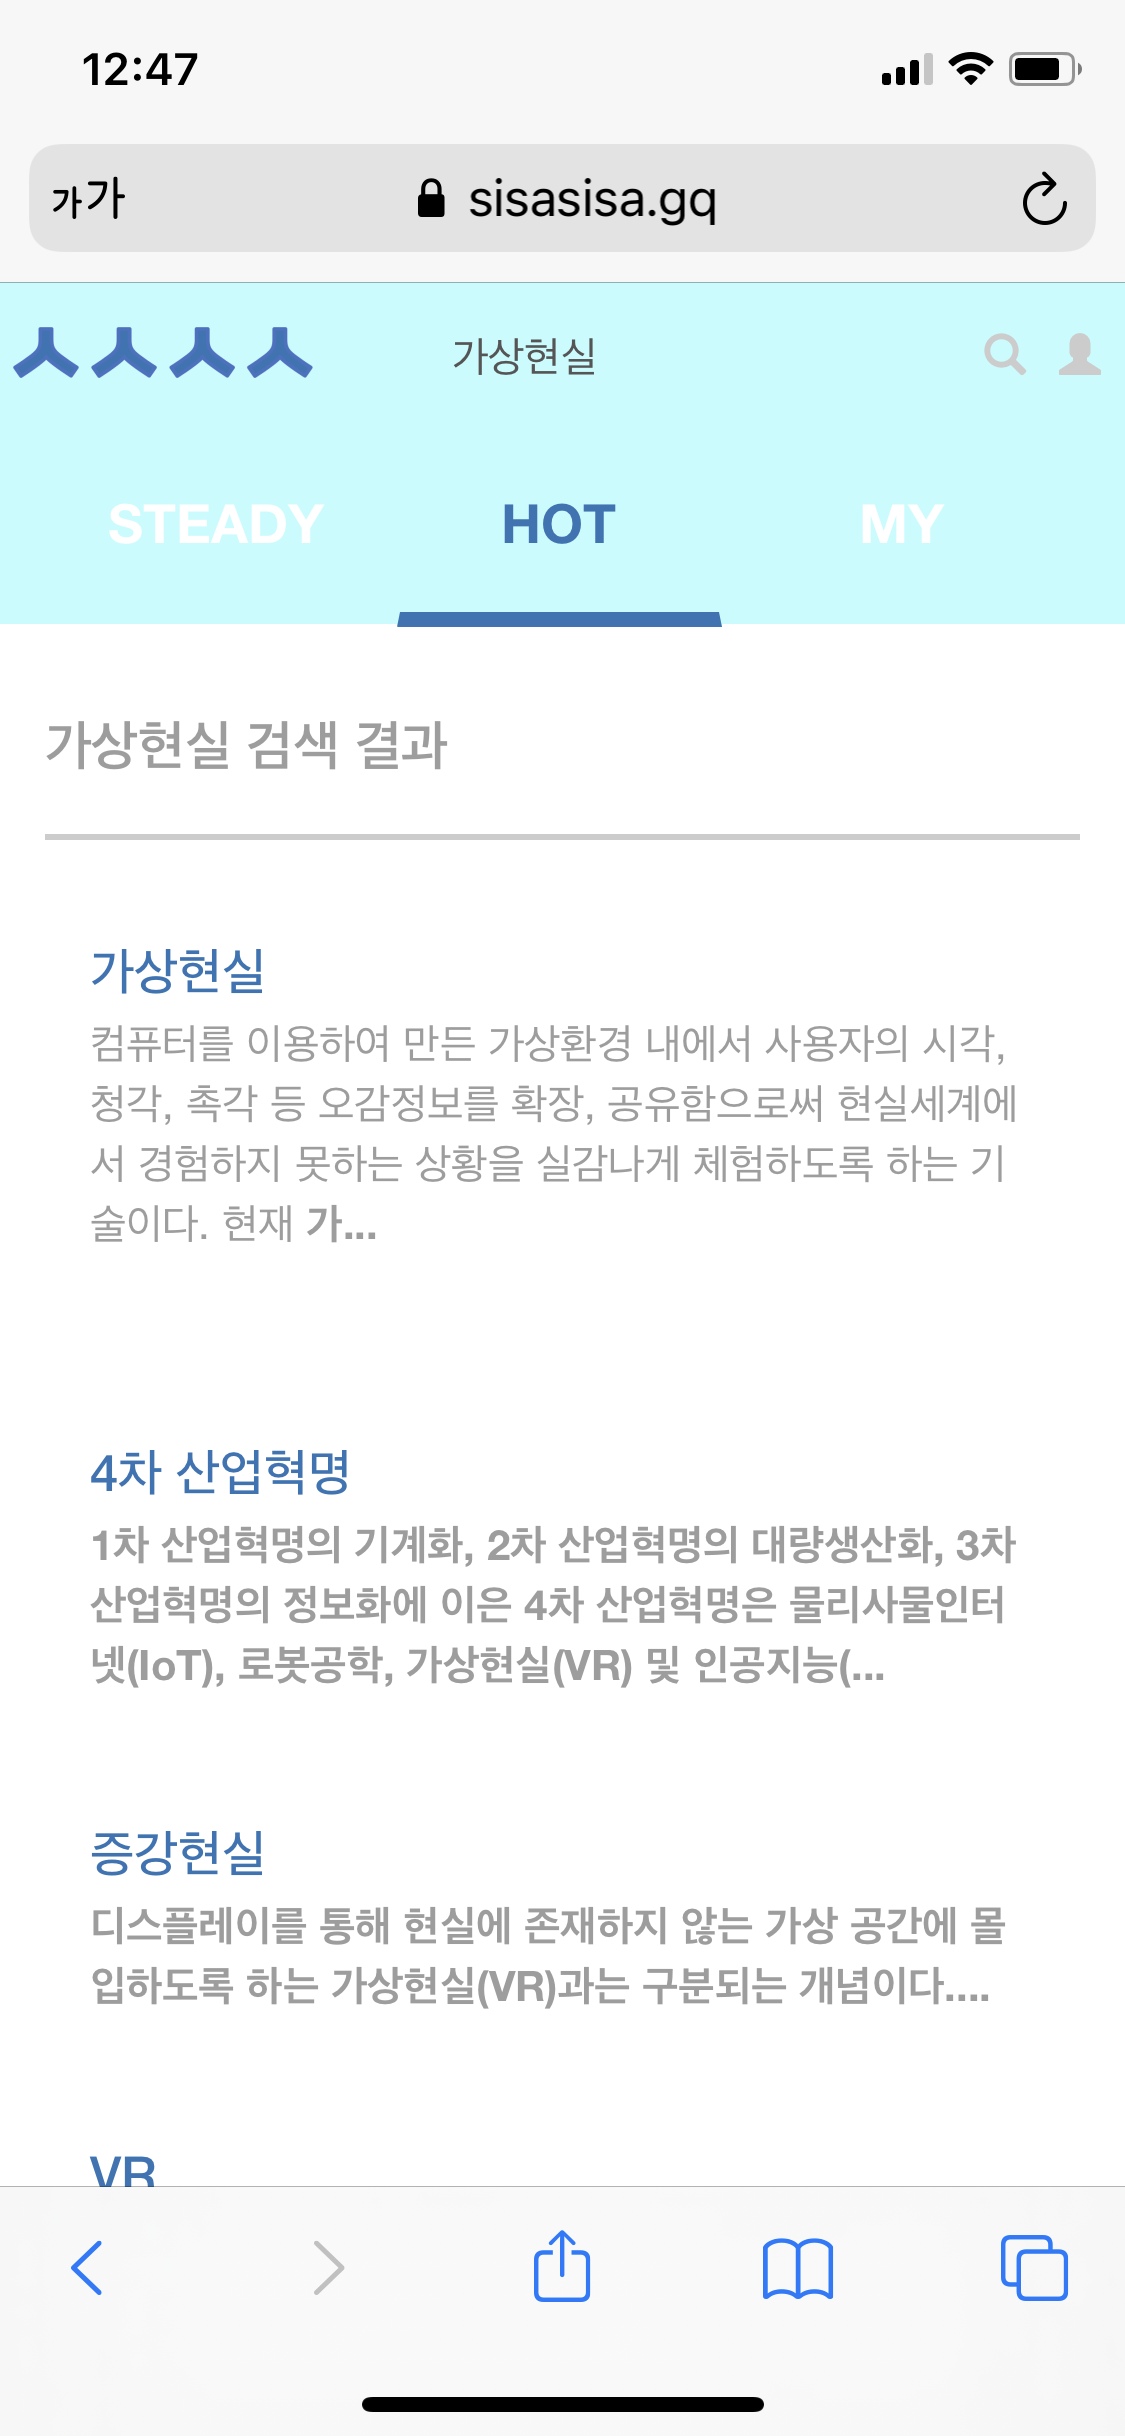 12:47
가가
sisasisa.gq
ㅅㅅㅅㅅ
가상현실
STEADY
HOT
MY
가상현실 검색 결과
가상현실
컴퓨터를 이용하여 만든 가상환경 내에서 사용자의 시각,
청각, 촉각 등 오감정보를 확장, 공유함으로써 현실세계에
서 경험하지 못하는 상황을 실감나게 체험하도록 하는 기
술이다. 현재 가...
4차 산업혁명
1차 산업혁명의 기계화, 2차 산업혁명의 대량생산화, 3차
산업혁명의 정보화에 이은 4차 산업혁명은 물리사물인터
넷(IoT), 로봇공학, 가상현실(VR) 및 인공지능(...
증강현실
디스플레이를 통해 현실에 존재하지 않는 가상 공간에 몰
입하도록 하는 가상현실(VR)과는 구분되는 개념이다....
VR